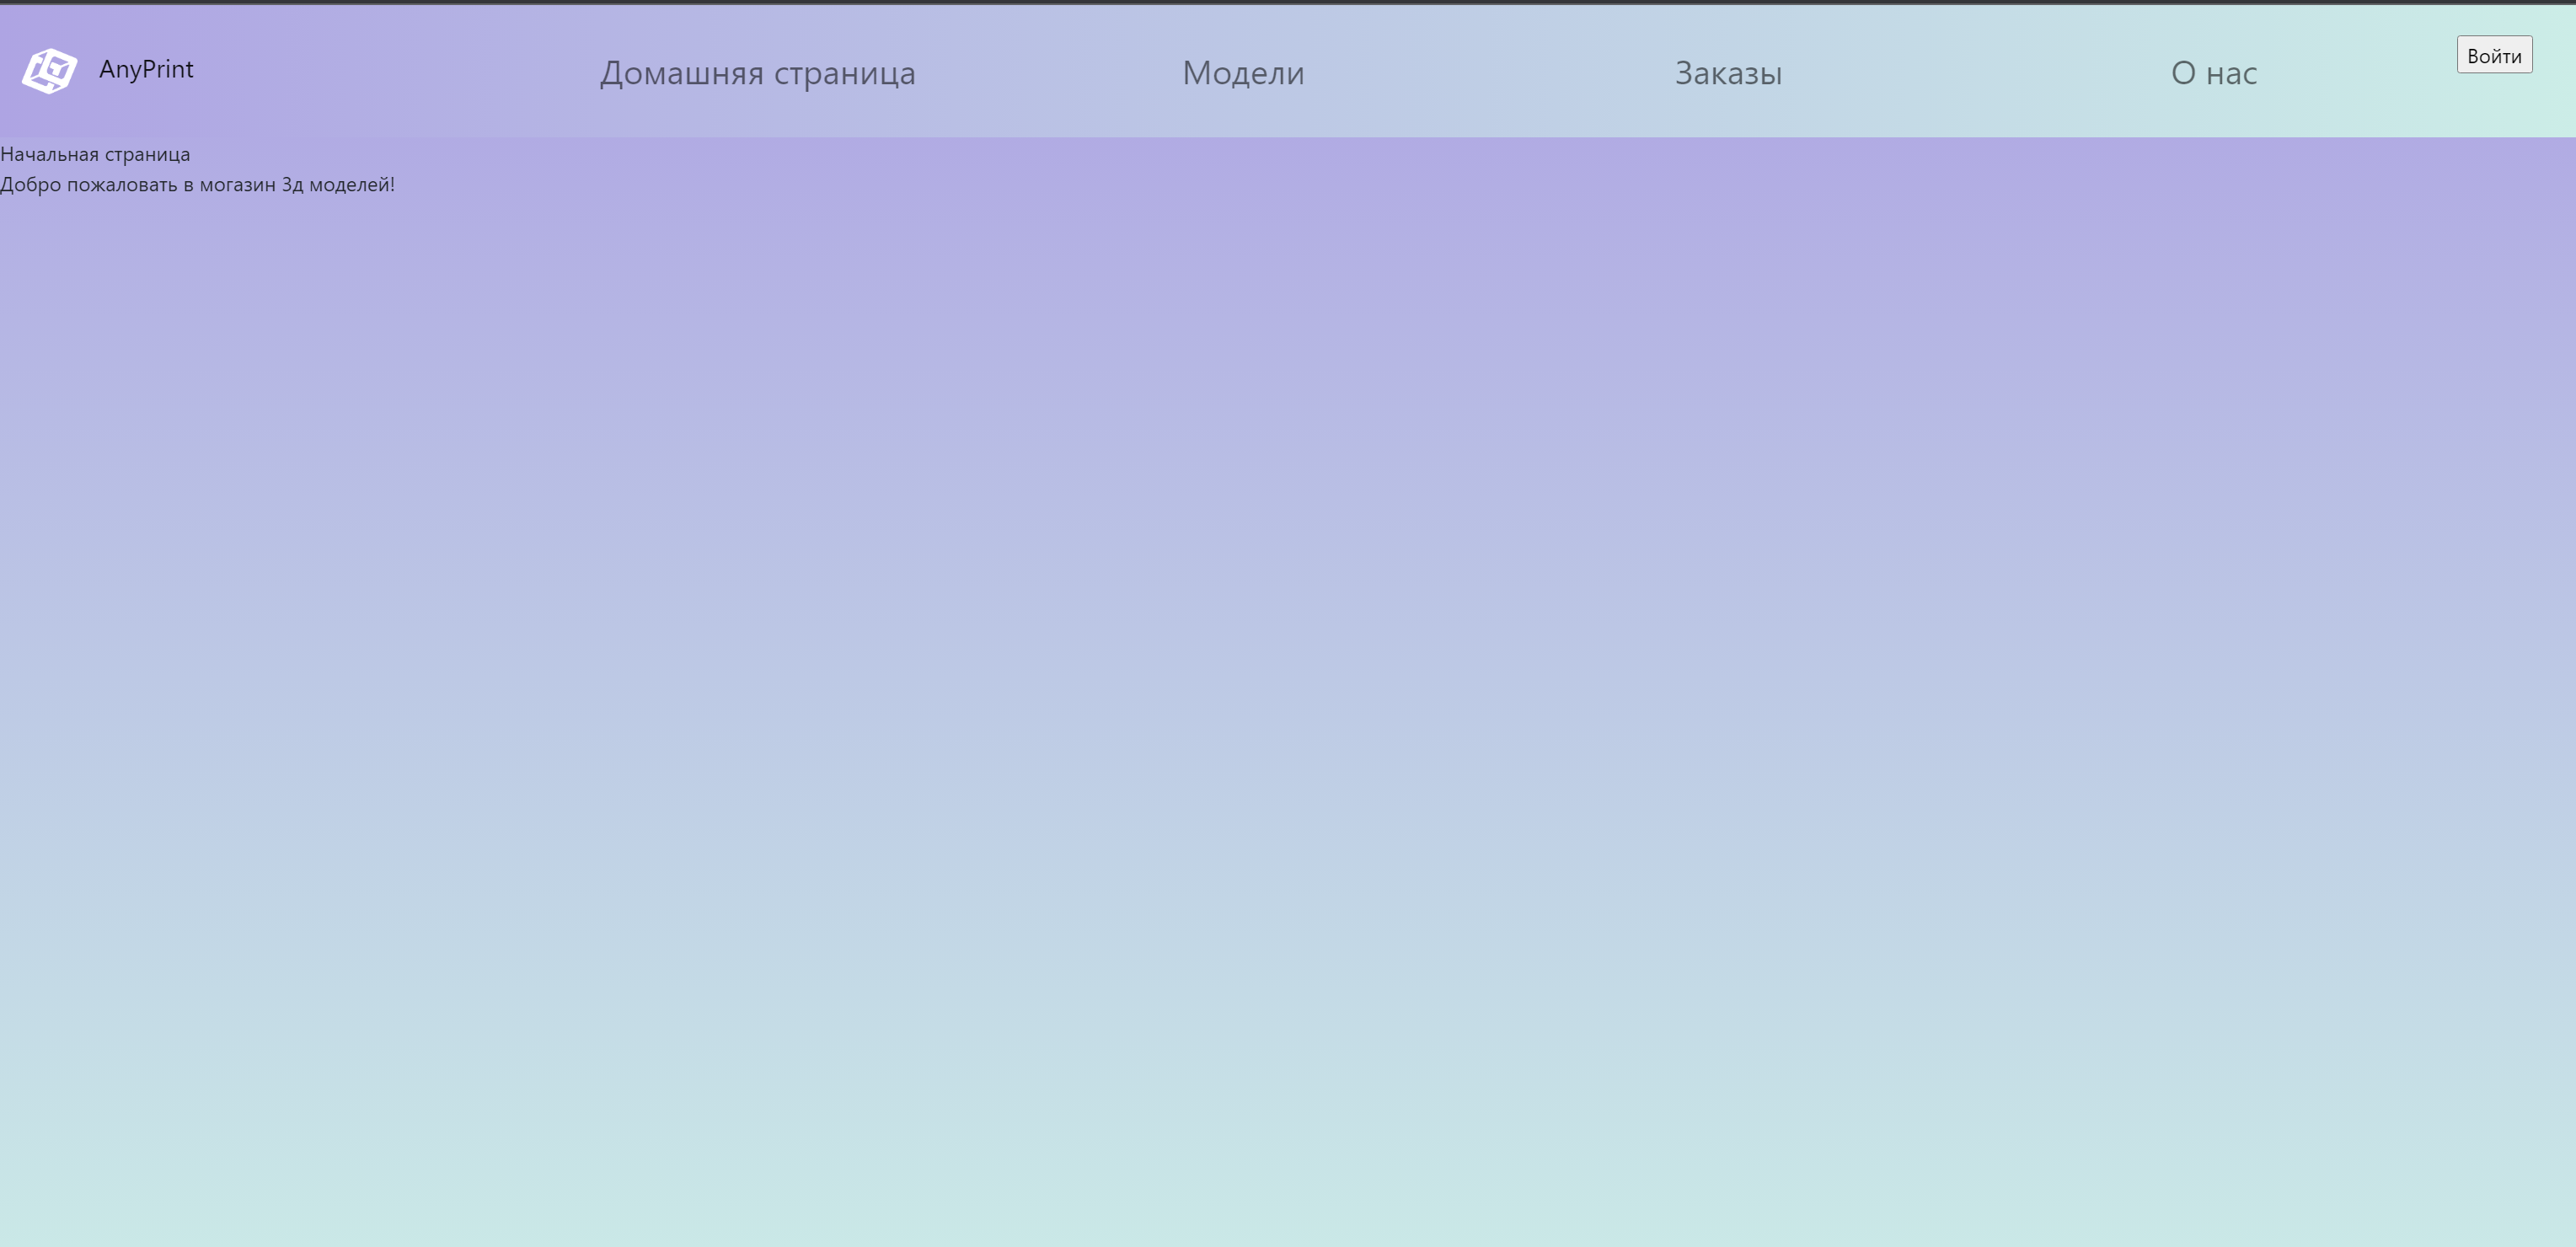 AnyPrint
Домашняя страница
Модели
Заказы
О нас
Войти
Начальная страница
Добро пожаловать в могазин 3д моделей!